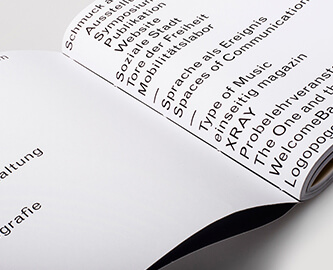 altung
grafie
Schmuck a
Ausstella
Symposiu
Publikation
Website
Soziale Stadt
Tore der Freiheit
Mobilitätslabor
— Sprache als Ereignis
Spaces of Communication
— Type of Music
einseitig magazin
XRAY
Probelehrveranst
The One and th
WelcomeBa
Logopog